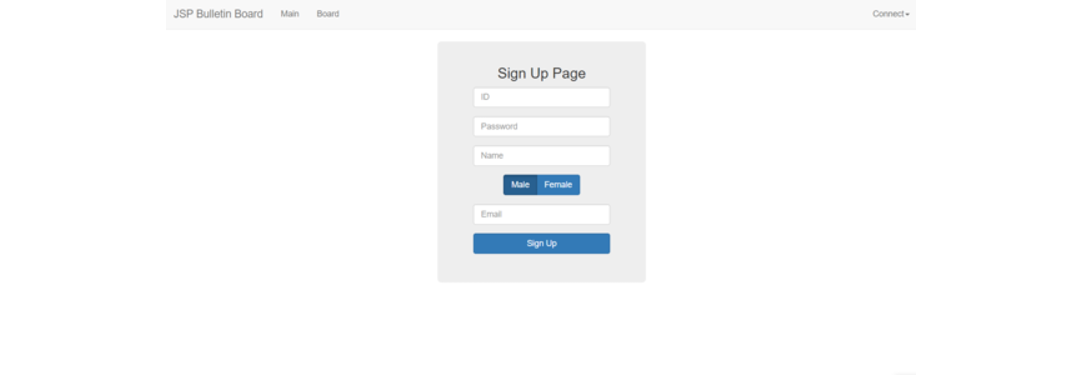 JSP Bulletin Board Main Board Connect
Sign Up Page
ID
Password
Name
Male Female
Email
Sign Up